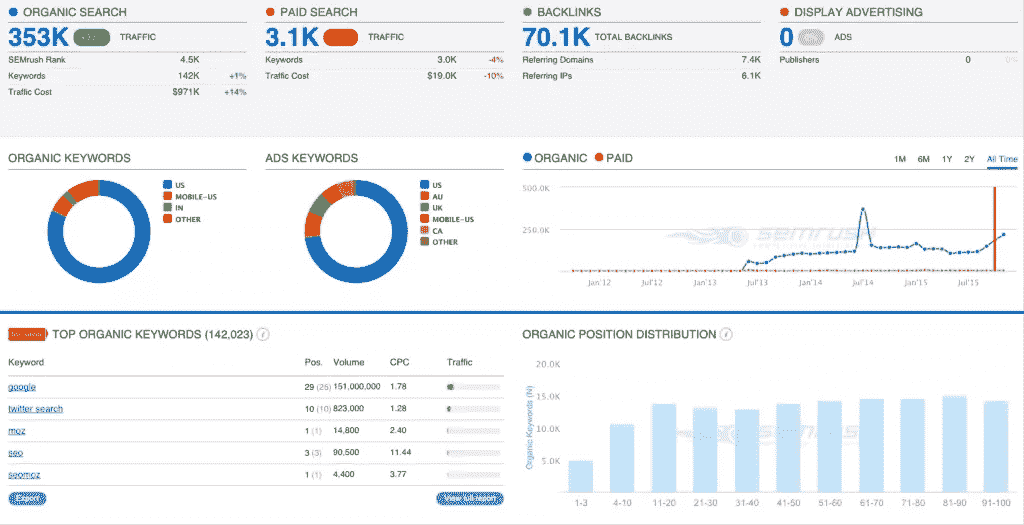 ORGANIC SEARCH
353K TRAFFIC
SEMrush Rank 4.5K
Keywords 142K +1%
Traffic Cost $971K +14%
PAID SEARCH
3.1K TRAFFIC
Keywords 3.0K -4%
Traffic Cost $19.0K -10%
BACKLINKS
70.1K TOTAL BACKLINKS
Referring Domains 7.4K
Referring IPs 6.1K
DISPLAY ADVERTISING
0 ADS
Publishers 0 0%
ORGANIC KEYWORDS
US
MOBILE-US
IN
OTHER
ADS KEYWORDS
US
AU
UK
MOBILE-US
CA
OTHER
ORGANIC PAID
1M 6M 1Y 2Y All Time
500.0K
250.0K
semrush
Jan'12 Jul'12 Jan'13 Jul'13 Jan'14 Jul'14 Jan'15 Jul'15
TOP ORGANIC KEYWORDS (142,023) i
Keyword Pos. Volume CPC Traffic
google 29 (25) 151,000,000 1.78
twitter search 10 (10) 823,000 1.28
moz 1 (1) 14,800 2.40
seo 3 (3) 90,500 11.44
seomoz 1 (1) 4,400 3.77
Export
View full report
ORGANIC POSITION DISTRIBUTION i
Organic Keywords (N)
20.0K
15.0K
10.0K
5.0K
semrush
1-3 4-10 11-20 21-30 31-40 41-50 51-60 61-70 71-80 81-90 91-100